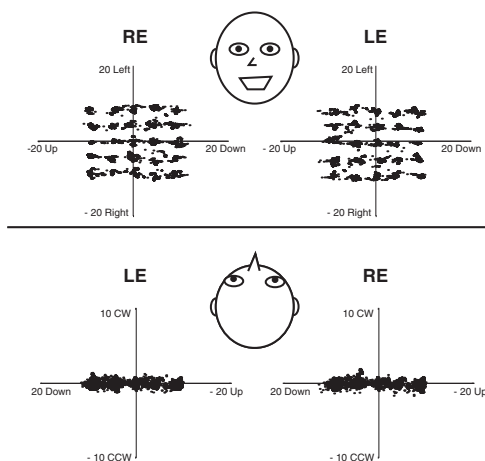 RE LE
20 Left 20 Left
-20 Up 20 Down - 20 Up 20 Down
- 20 Right - 20 Right
LE RE
10 CW 10 CW
20 Down - 20 Up 20 Down - 20 Up
- 10 CCW - 10 CCW